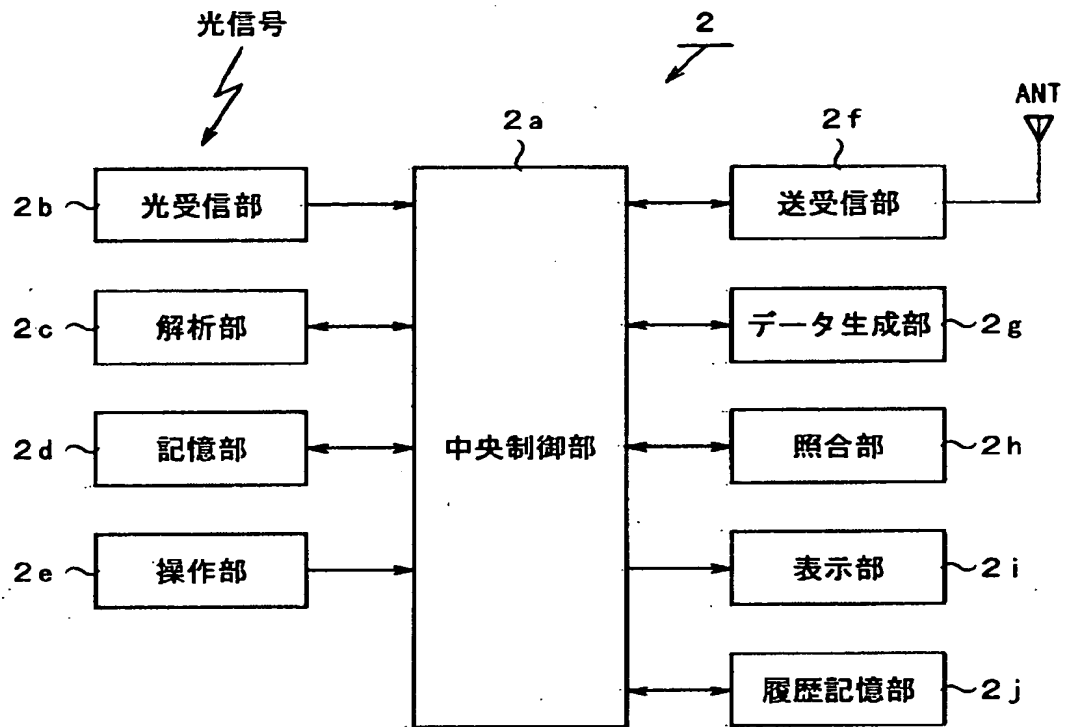 光信号
2
ANT
2a
2f
2b
光受信部
送受信部
2c
解析部
データ生成部
2g
2d
記憶部
中央制御部
照合部
2h
2e
操作部
表示部
2i
履歴記憶部
2j